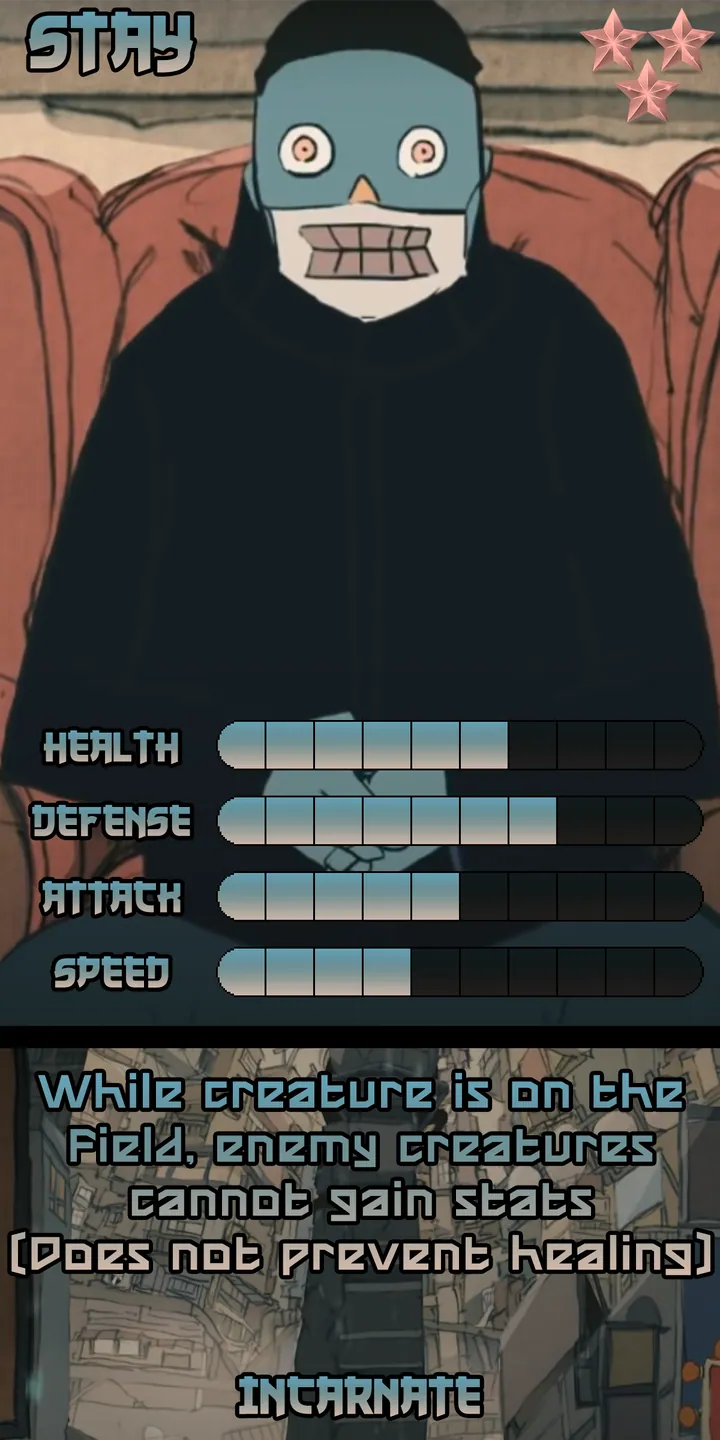 STAY
HEALTH
DEFENSE
ATTACK
SPEED
While creature is on the
field, enemy creatures
cannot gain stats
(Does not prevent healing)
INCARNATE